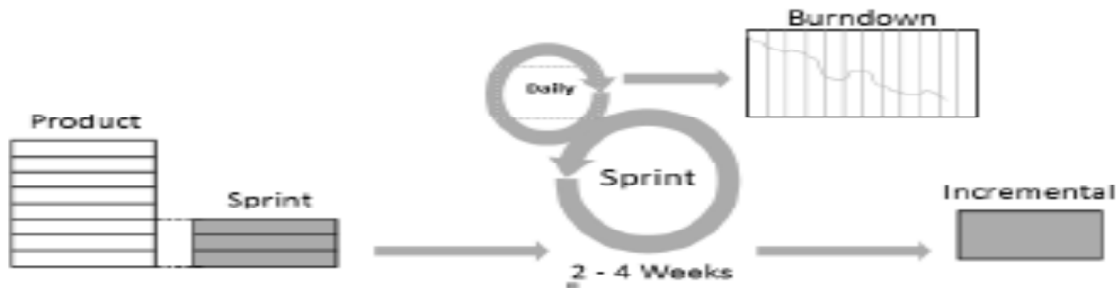 Burndown
Daily
Product
Sprint
Sprint
Incremental
2 - 4 Weeks